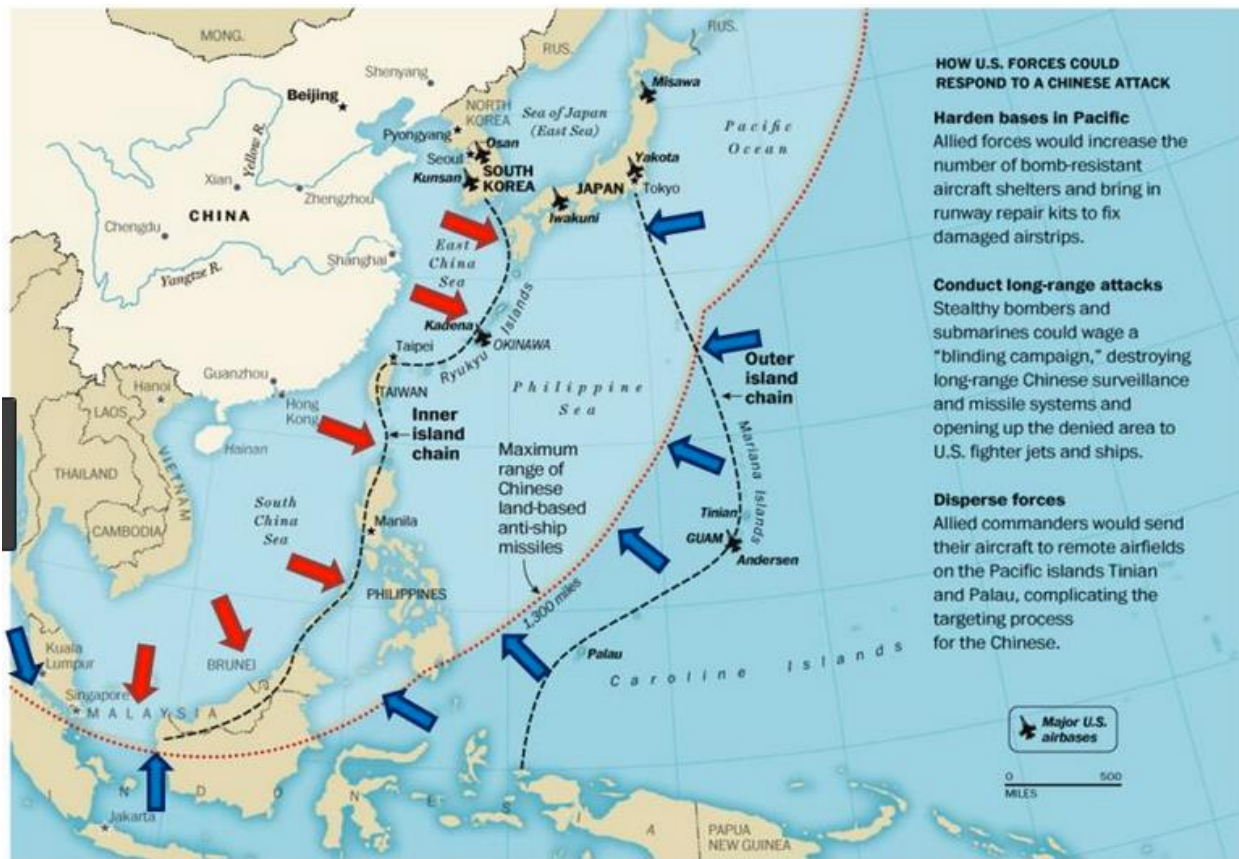 MONG.
RUS.
RUS.
Shenyang
Beijing
NORTH
KOREA
Sea of Japan
(East Sea)
Misawa
Pacific
Ocean
Pyongyang
Osan
Seoul
SOUTH
KOREA
Kunsan
Yakota
Tokyo
JAPAN
Iwakuni
Yellow R.
Xian
Zhengzhou
CHINA
Chengdu
Shanghai
Yangtze R.
East
China
Sea
Kadena
OKINAWA
Ryukyu Islands
Taipei
TAIWAN
Guanzhou
Hong
Kong
Hanoi
LAOS
Hainan
VIETNAM
THAILAND
CAMBODIA
Inner
island
chain
Philippine
Sea
Outer
island
chain
Mariana Islands
Maximum
range of
Chinese
land-based
anti-ship
missiles
1,300 miles
South
China
Sea
Manila
PHILIPPINES
Tinian
GUAM
Andersen
Palau
Caroline Islands
BRUNEI
Kuala
Lumpur
Singapore
MALAYSIA
INDONESIA
Jakarta
PAPUA
NEW GUINEA
HOW U.S. FORCES COULD
RESPOND TO A CHINESE ATTACK
Harden bases in Pacific
Allied forces would increase the
number of bomb-resistant
aircraft shelters and bring in
runway repair kits to fix
damaged airstrips.
Conduct long-range attacks
Stealthy bombers and
submarines could wage a
“blinding campaign,” destroying
long-range Chinese surveillance
and missile systems and
opening up the denied area to
U.S. fighter jets and ships.
Disperse forces
Allied commanders would send
their aircraft to remote airfields
on the Pacific islands Tinian
and Palau, complicating the
targeting process
for the Chinese.
Major U.S.
airbases
0 500
MILES